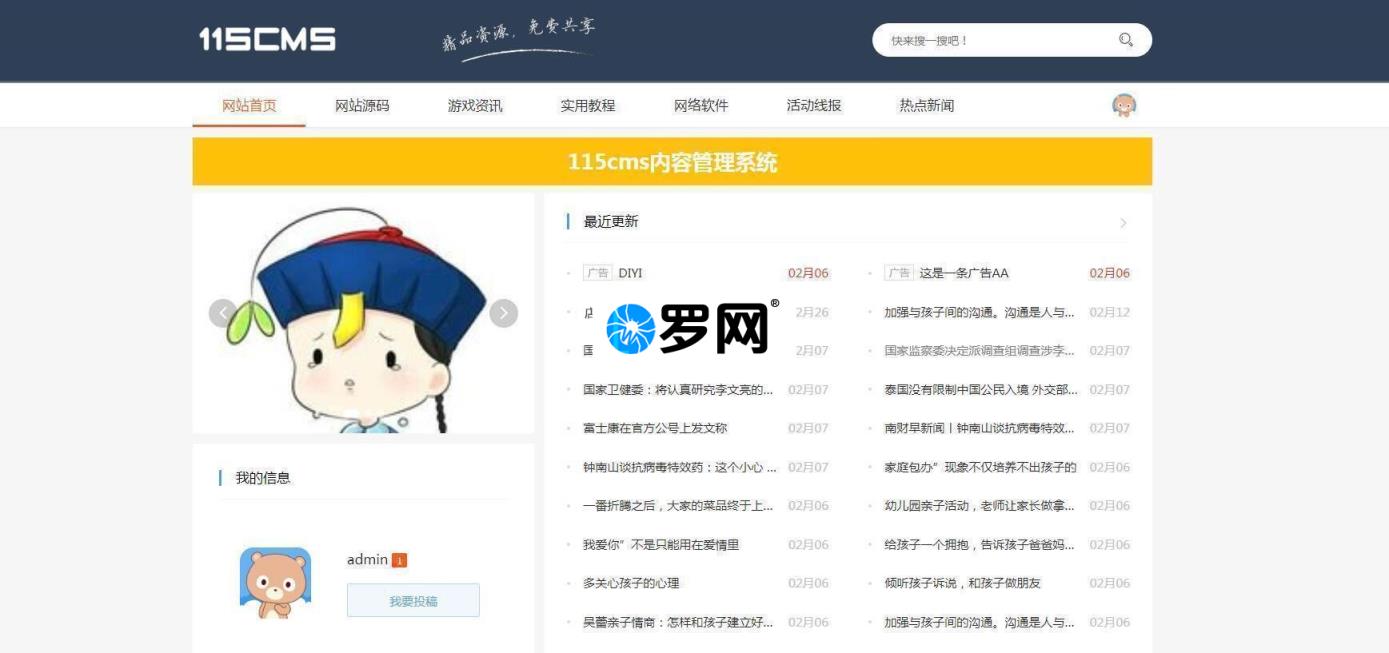 115CMS
精品资源，免费共享
快来搜一搜吧！
网站首页 网站源码 游戏资讯 实用教程 网络软件 活动线报 热点新闻
115cms内容管理系统
最近更新
广告 DIYI 02月06
广告 这是一条广告AA 02月06
2月26
加强与孩子间的沟通。沟通是人与... 02月12
罗网®
国 2月07
国家监察委决定派调查组调查涉李... 02月07
国家卫健委：将认真研究李文亮的... 02月07
泰国没有限制中国公民入境 外交部... 02月07
富士康在官方公号上发文称 02月07
南财早新闻丨钟南山谈抗病毒特效... 02月07
钟南山谈抗病毒特效药：这个小心 ... 02月07
家庭包办”现象不仅培养不出孩子的 02月06
一番折腾之后，大家的菜品终于上... 02月06
幼儿园亲子活动，老师让家长做拿... 02月06
我爱你”不是只能用在爱情里 02月06
给孩子一个拥抱，告诉孩子爸爸妈... 02月06
多关心孩子的心理 02月06
倾听孩子诉说，和孩子做朋友 02月06
吴蕾亲子情商：怎样和孩子建立好... 02月06
加强与孩子间的沟通。沟通是人与... 02月06
我的信息
admin 1
我要投稿